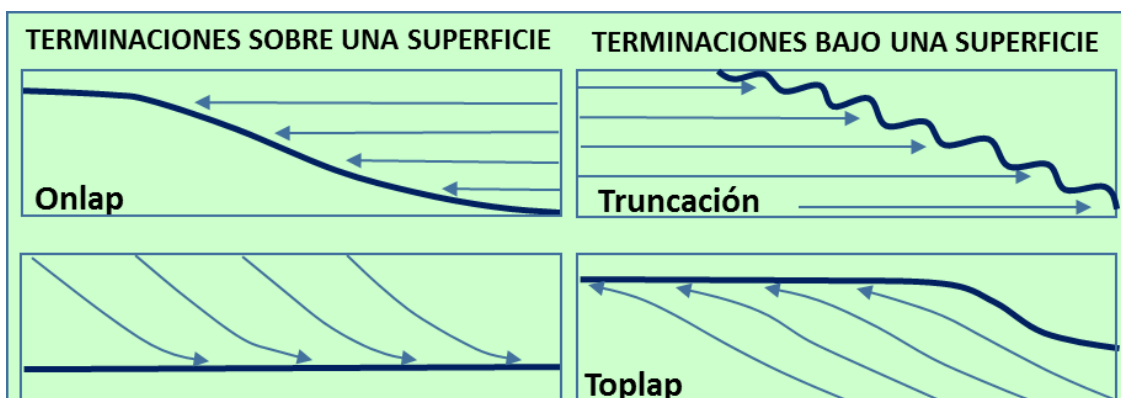 TERMINACIONES SOBRE UNA SUPERFICIE
TERMINACIONES BAJO UNA SUPERFICIE
Onlap
Truncación
Toplap